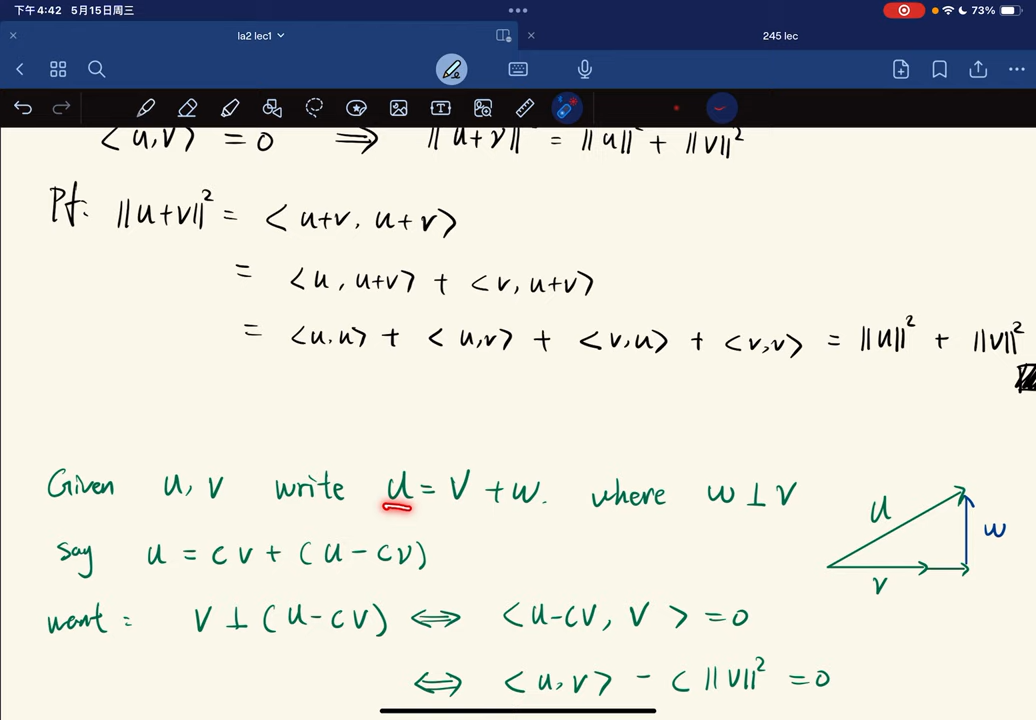 下午4:42 5月15日周三 73%
la2 lec1 245 lec
<u,v> = 0 ⟹ ||u+v||² = ||u||² + ||v||²
Pf. ||u+v||² = <u+v, u+v>
= <u, u+v> + <v, u+v>
= <u,u> + <u,v> + <v,u> + <v,v> = ||u||² + ||v||²
Given u, v write u = v + w. where w ⊥ v
say u = cv + (u - cv)
want: v ⊥ (u - cv) ⟺ <u-cv, v> = 0
⟺ <u,v> - c ||v||² = 0
u
w
v